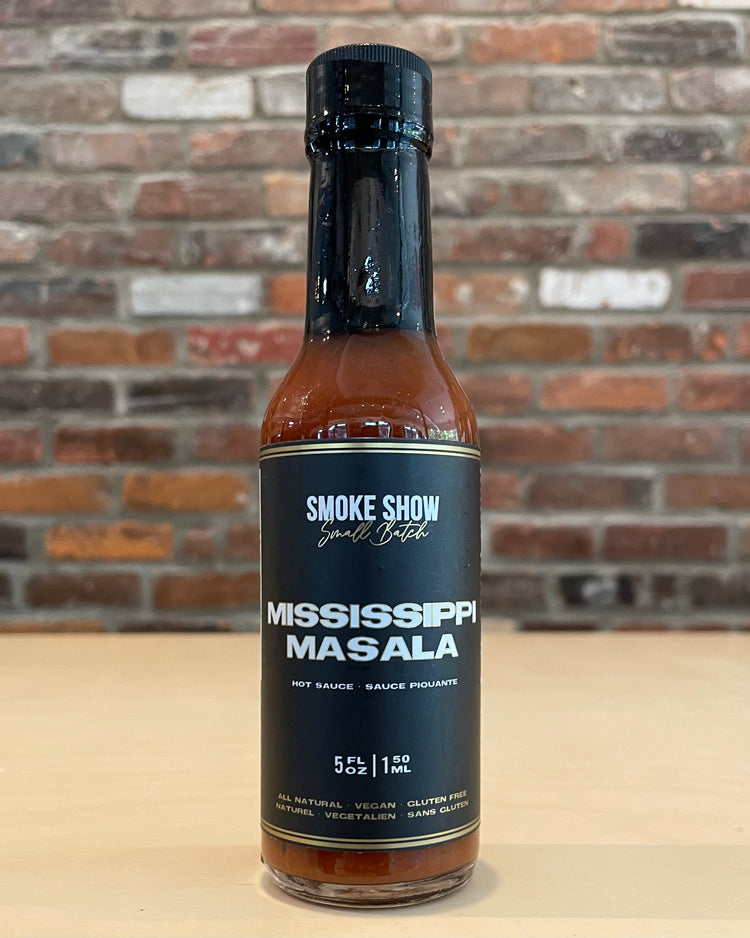 SMOKE SHOW
Small Batch
MISSISSIPPI
MASALA
HOT SAUCE · SAUCE PIQUANTE
5 FL OZ | 150 ML
ALL NATURAL · VEGAN · GLUTEN FREE
NATUREL · VEGETALIEN · SANS GLUTEN